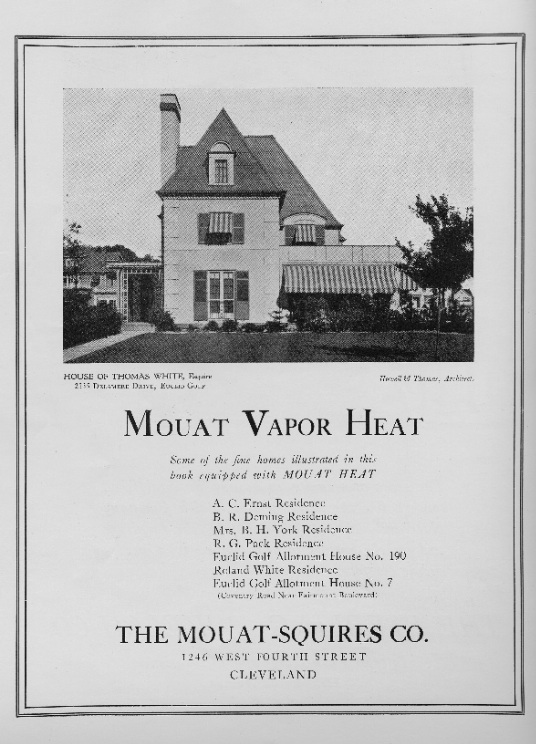 HOUSE OF THOMAS WHITE, Esquire
2335 Delamere Drive, Euclid Golf
Howell & Thomas, Architect.
Mouat Vapor Heat
Some of the fine homes illustrated in this
book equipped with MOUAT HEAT
A. C. Ernst Residence
B. R. Deming Residence
Mrs. B. H. York Residence
R. G. Pack Residence
Euclid Golf Allotment House No. 190
Roland White Residence
Euclid Golf Allotment House No. 7
(Coventry Road Near Fairmount Boulevard)
THE MOUAT-SQUIRES CO.
1246 WEST FOURTH STREET
CLEVELAND